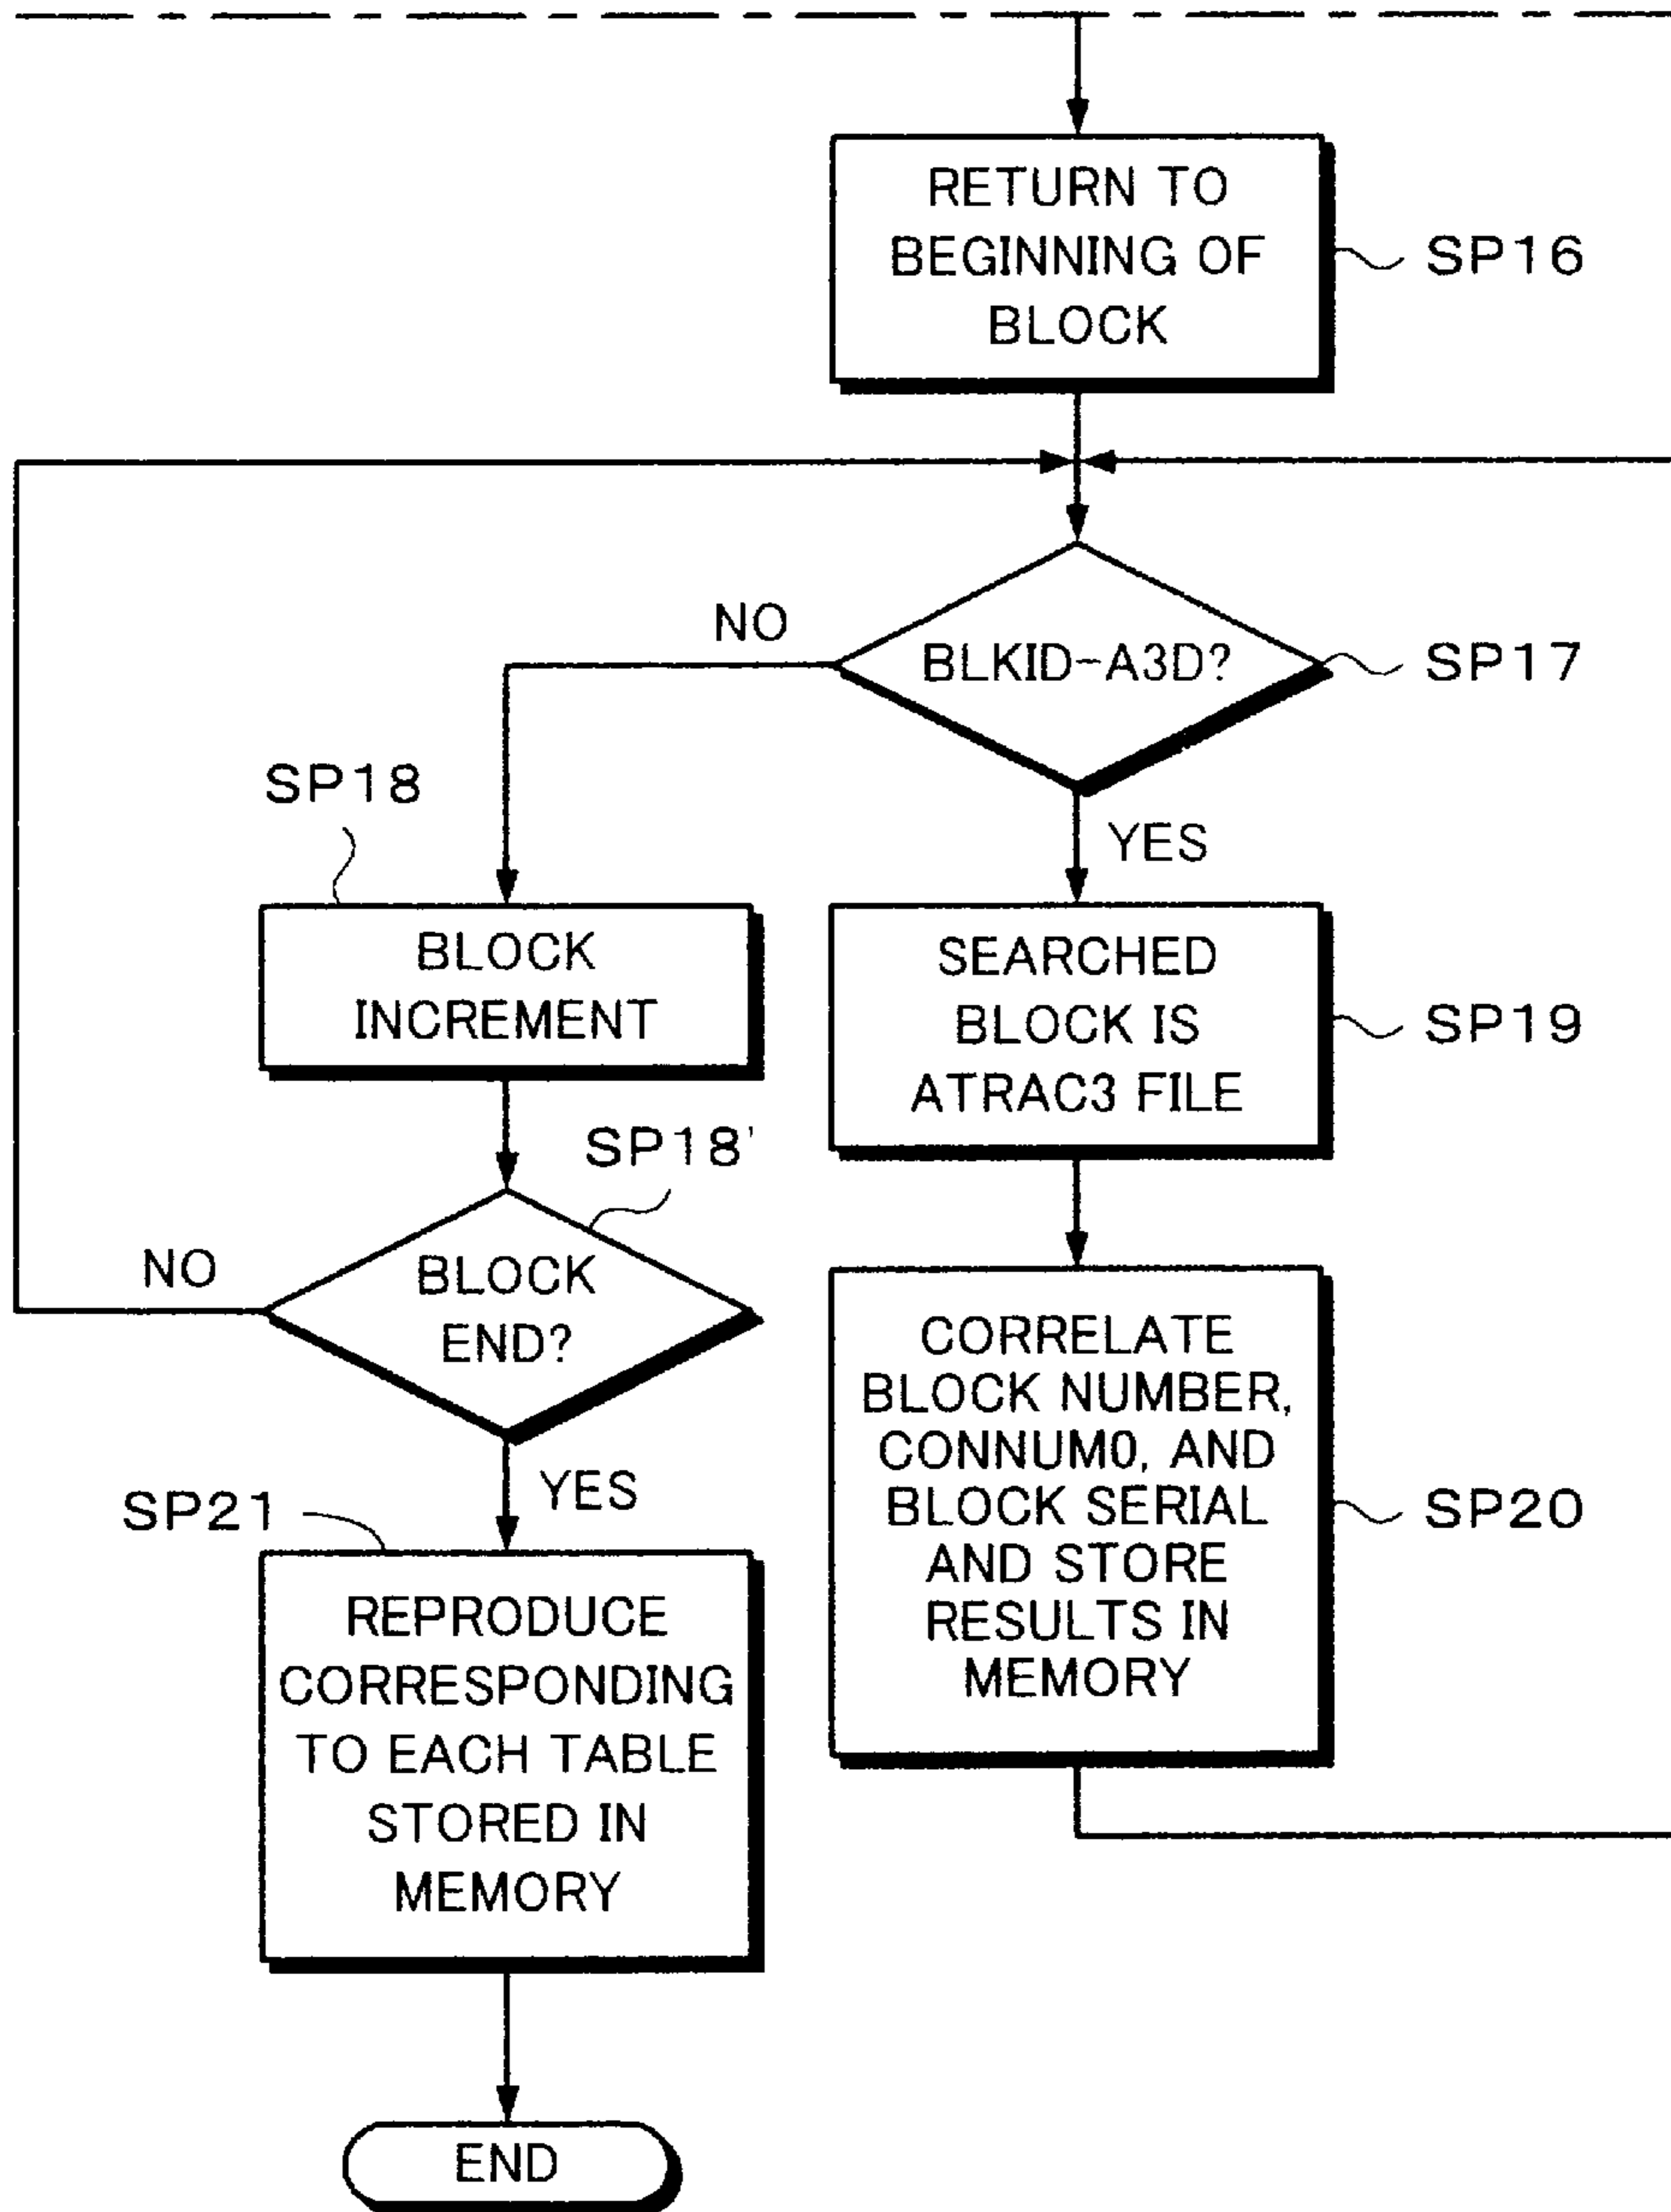 RETURN TO
BEGINNING OF
BLOCK
SP16
NO
BLKID-A3D?
SP17
SP18
YES
BLOCK
INCREMENT
SEARCHED
BLOCK IS
ATRAC3 FILE
SP19
SP18'
NO
BLOCK
END?
CORRELATE
BLOCK NUMBER,
CONNUM0, AND
BLOCK SERIAL
AND STORE
RESULTS IN
MEMORY
SP20
YES
SP21
REPRODUCE
CORRESPONDING
TO EACH TABLE
STORED IN
MEMORY
END